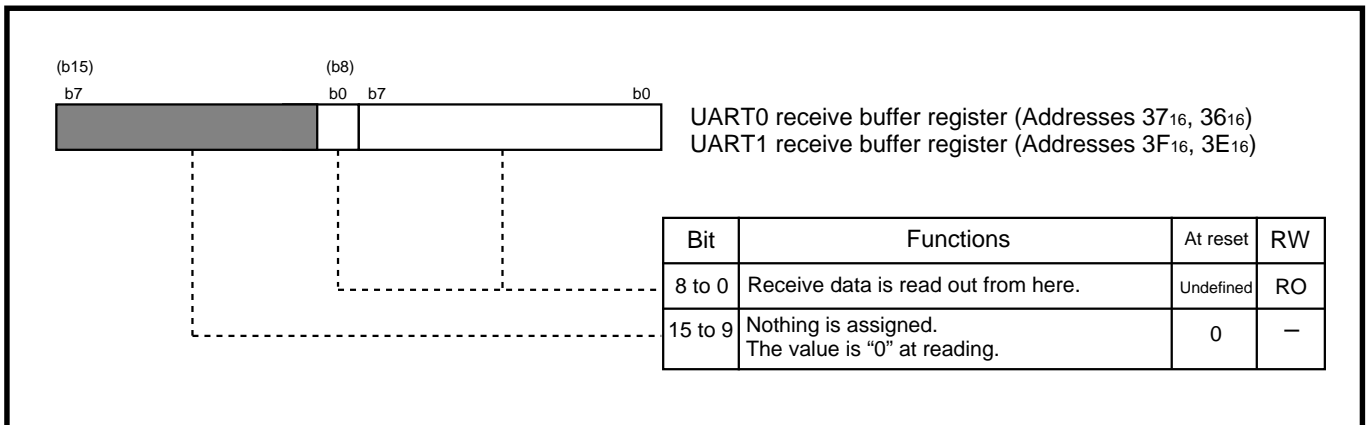 (b15) (b8)
b7 b0 b7 b0
UART0 receive buffer register (Addresses 37₁₆, 36₁₆)
UART1 receive buffer register (Addresses 3F₁₆, 3E₁₆)
Bit Functions At reset RW
8 to 0 Receive data is read out from here. Undefined RO
15 to 9 Nothing is assigned. 0 –
The value is “0” at reading.